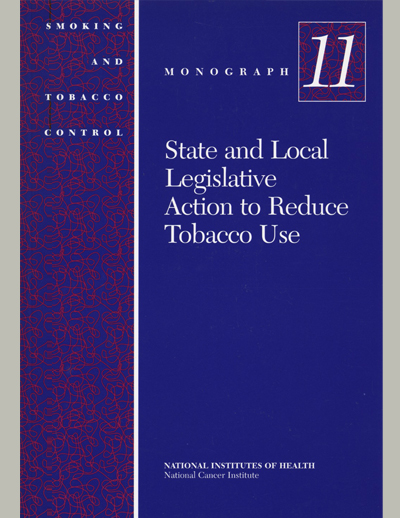 SMOKING
AND
TOBACCO
CONTROL
MONOGRAPH
11
State and Local
Legislative
Action to Reduce
Tobacco Use
NATIONAL INSTITUTES OF HEALTH
National Cancer Institute